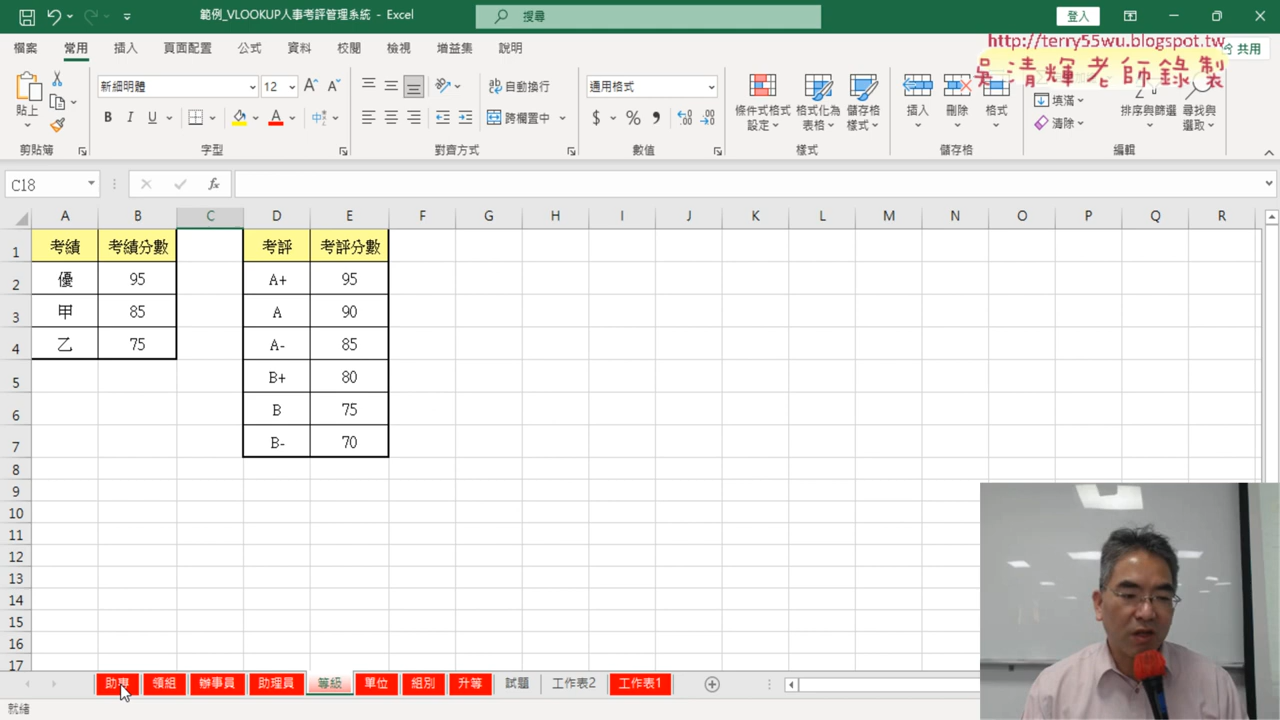 範例_VLOOKUP人事考評管理系統 - Excel
搜尋
登入
檔案 常用 插入 頁面配置 公式 資料 校閱 檢視 增益集 說明
共用
http://terry55wu.blogspot.tw
吳清輝老師錄製
貼上
新細明體 12
B I U
自動換行
跨欄置中
通用格式
$ %
條件式格式設定
格式化為表格
儲存格樣式
插入 刪除 格式
填滿
清除
排序與篩選
尋找與選取
剪貼簿 字型 對齊方式 數值 樣式 儲存格 編輯
C18 fx
A B C D E F G H I J K L M N O P Q R
1 考績 考績分數 考評 考評分數
2 優 95 A+ 95
3 甲 85 A 90
4 乙 75 A- 85
5 B+ 80
6 B 75
7 B- 70
8
9
10
11
12
13
14
15
16
17
助專 領組 辦事員 助理員 等級 單位 組別 升等 試題 工作表2 工作表1
就緒